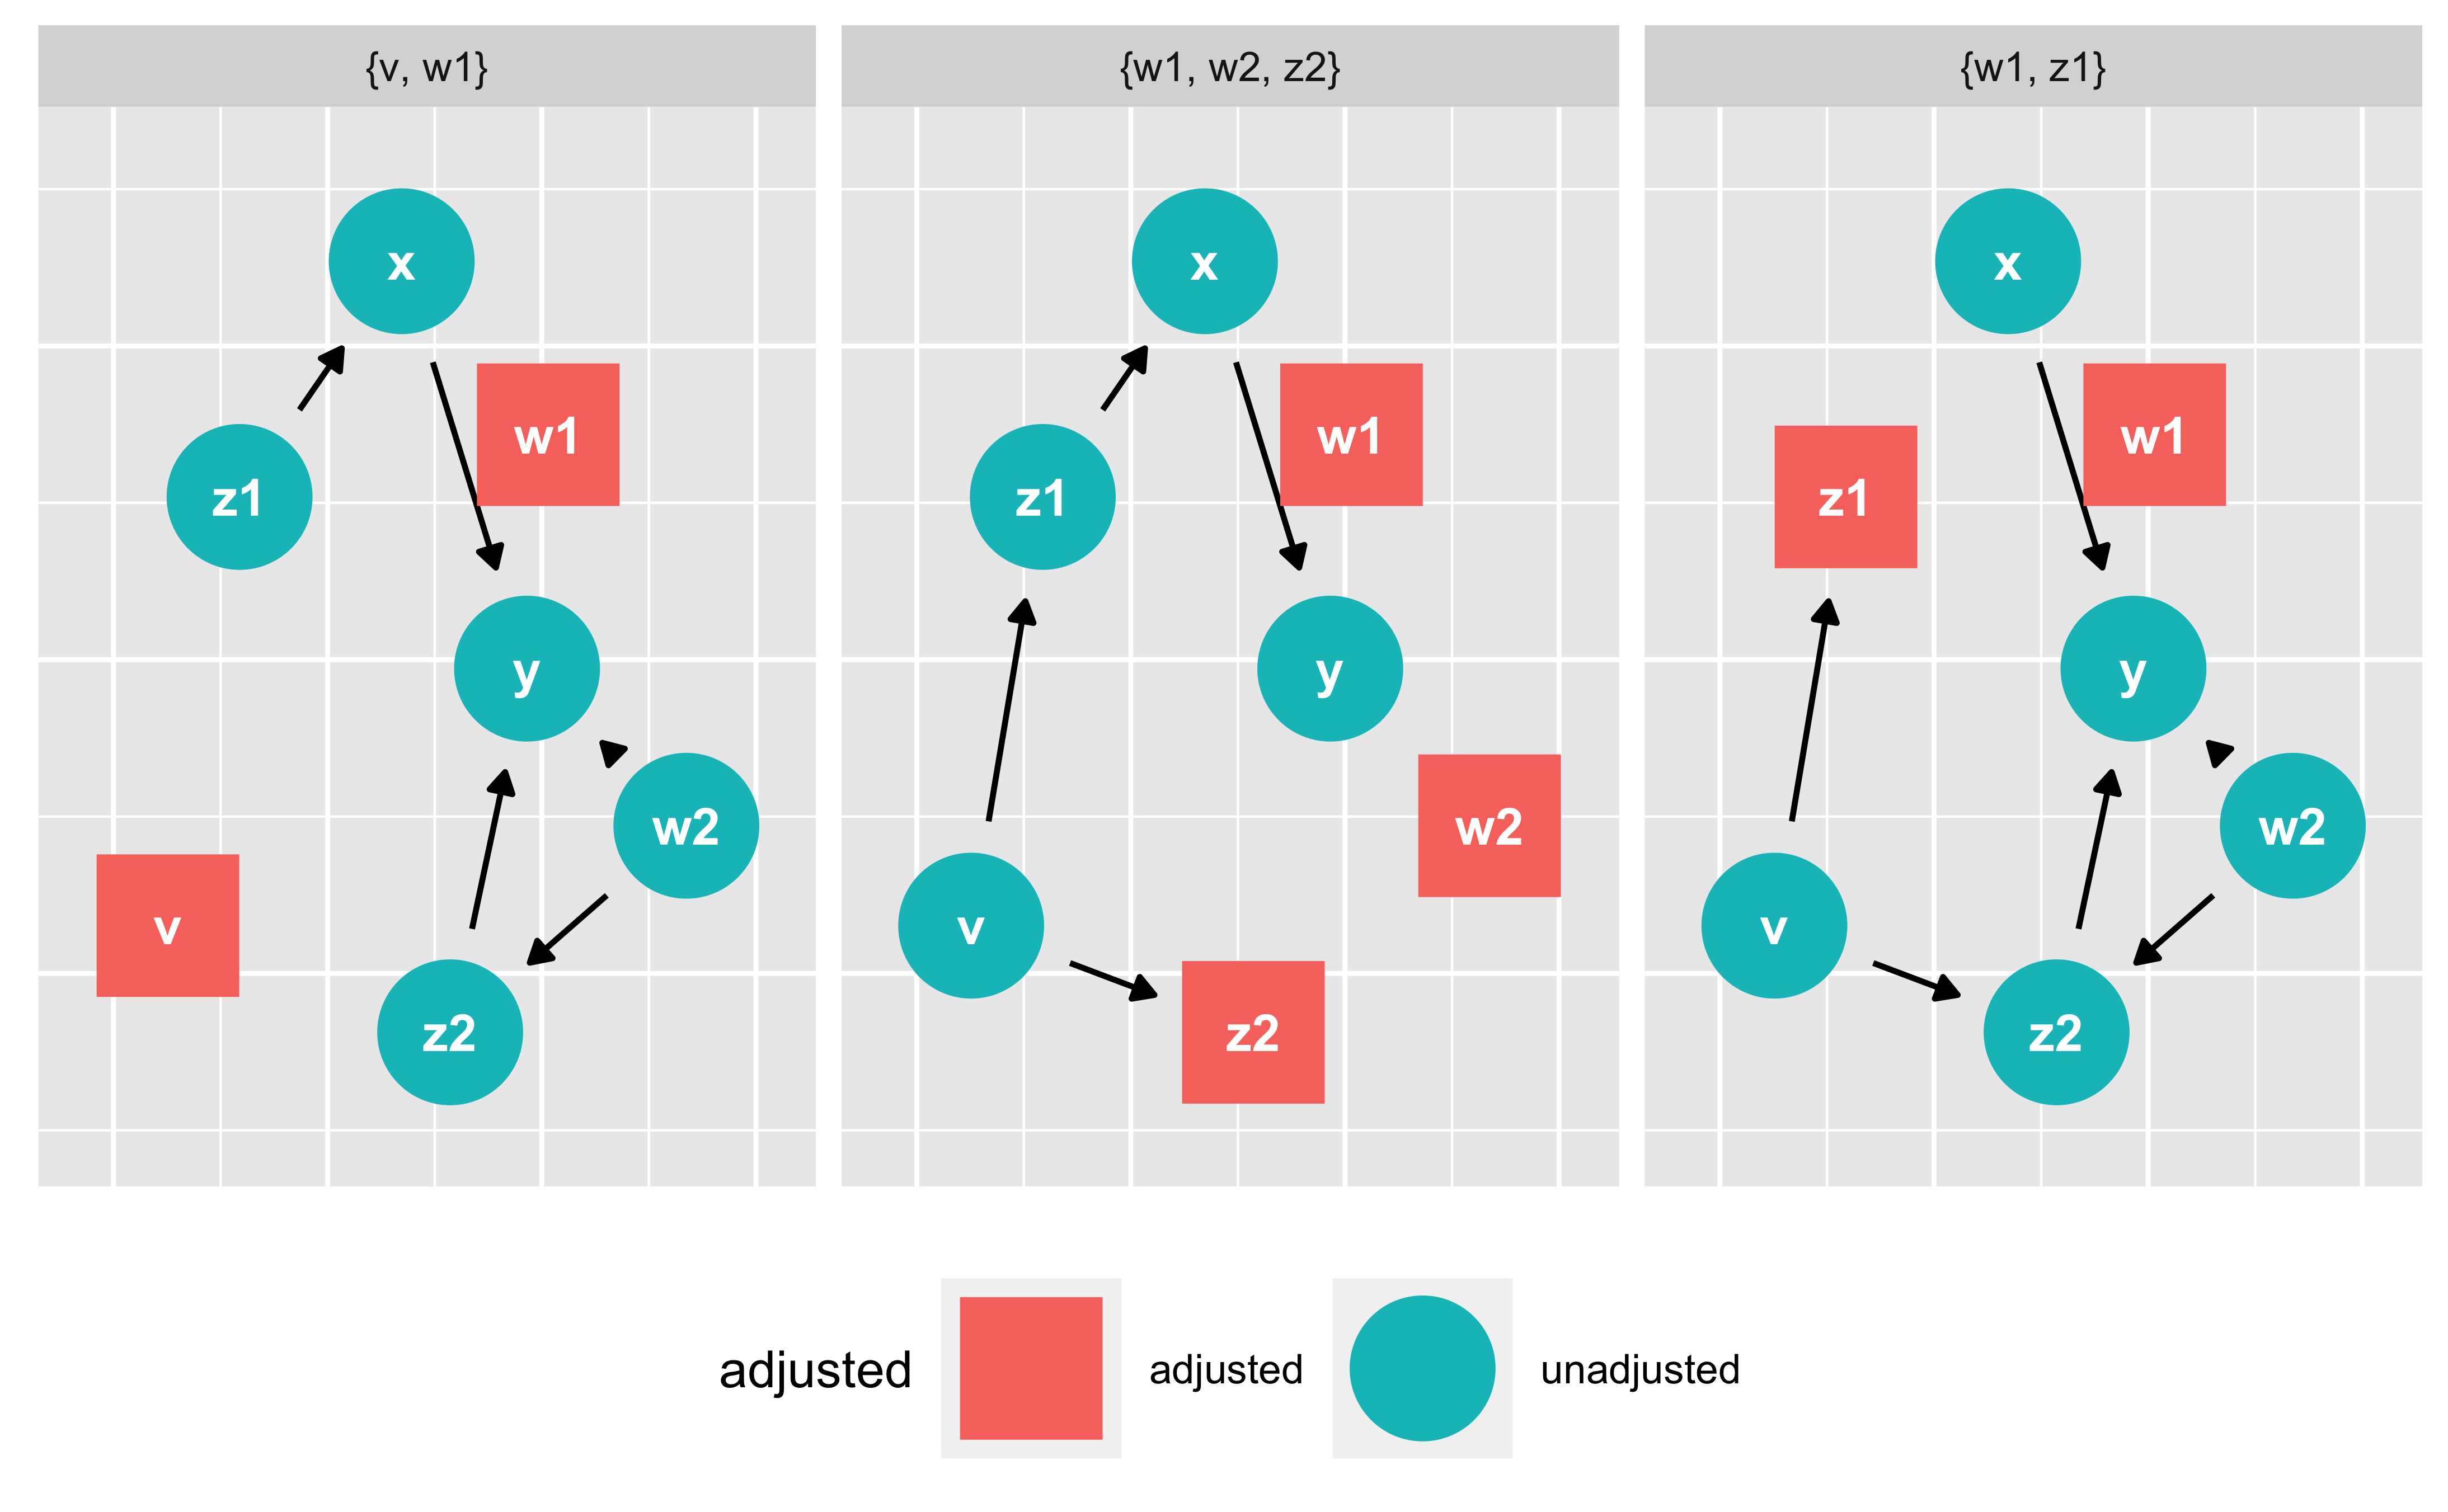 {v, w1}
x
w1
z1
y
w2
v
z2
{w1, w2, z2}
x
w1
z1
y
w2
v
z2
{w1, z1}
x
w1
z1
y
w2
v
z2
adjusted adjusted unadjusted